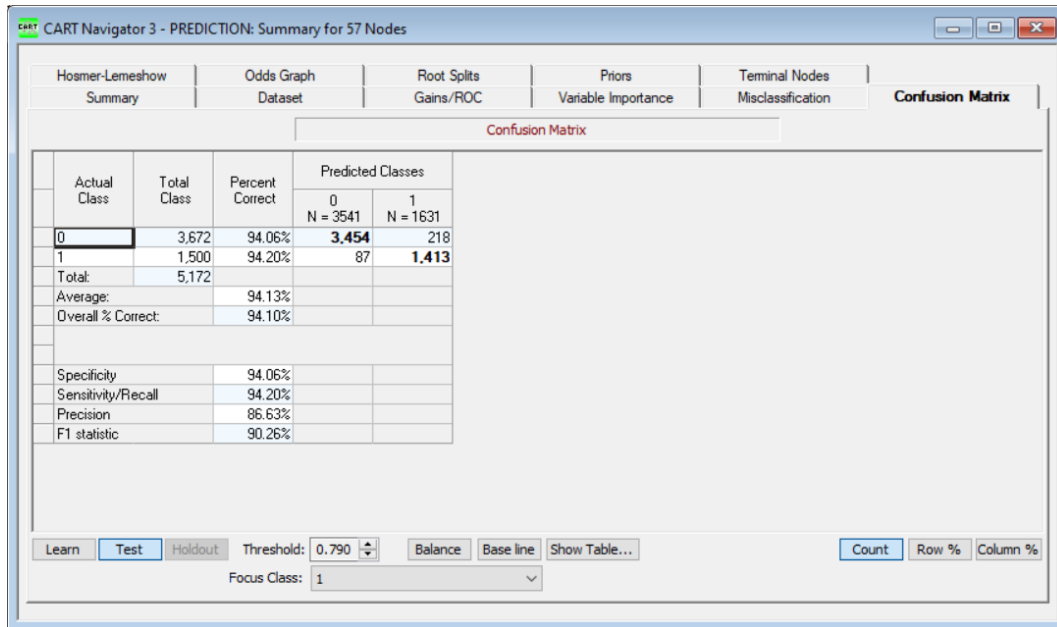 CART CART Navigator 3 - PREDICTION: Summary for 57 Nodes
Hosmer-Lemeshow Odds Graph Root Splits Priors Terminal Nodes
Summary Dataset Gains/ROC Variable Importance Misclassification Confusion Matrix
Confusion Matrix
Actual Class Total Class Percent Correct Predicted Classes
0 N = 3541 1 N = 1631
0 3,672 94.06% 3,454 218
1 1,500 94.20% 87 1,413
Total: 5,172
Average: 94.13%
Overall % Correct: 94.10%
Specificity 94.06%
Sensitivity/Recall 94.20%
Precision 86.63%
F1 statistic 90.26%
Learn Test Holdout Threshold: 0.790 Balance Base line Show Table... Count Row % Column %
Focus Class: 1